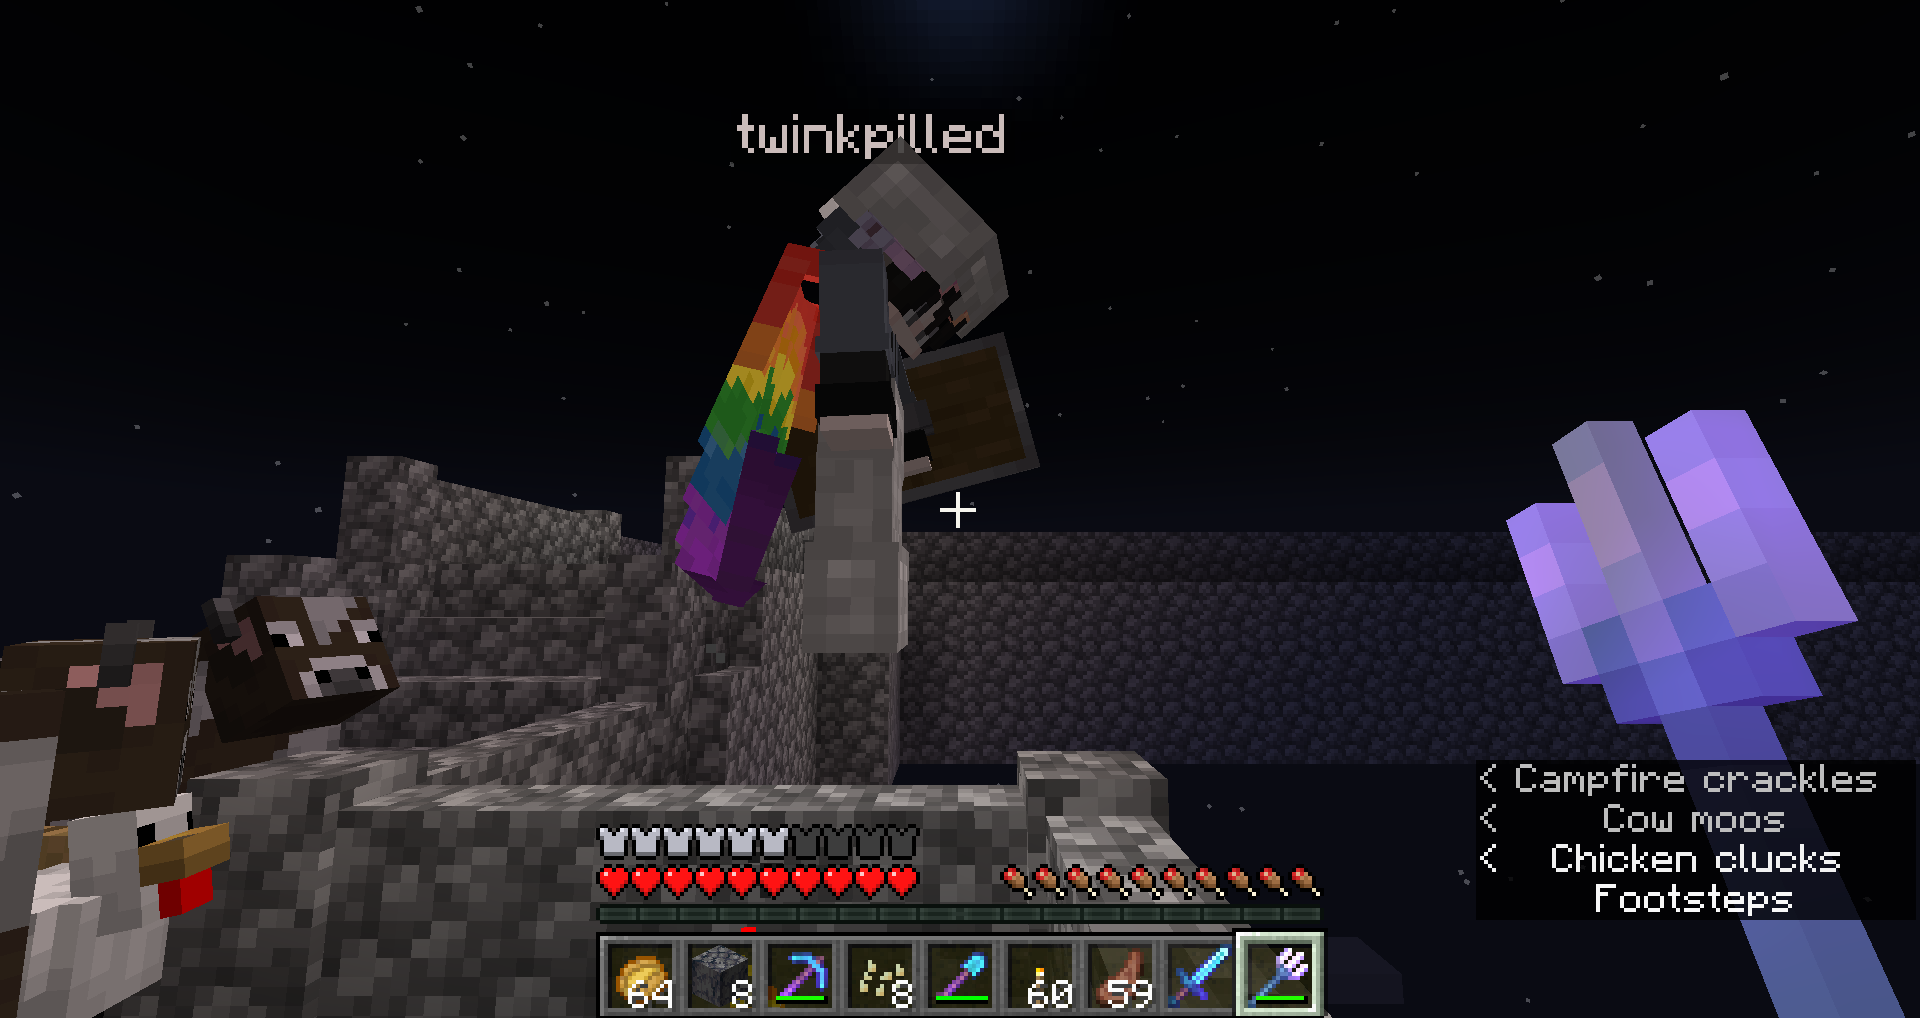 twinkpilled
< Campfire crackles
< Cow moos
< Chicken clucks
Footsteps
64 8 8 60 59